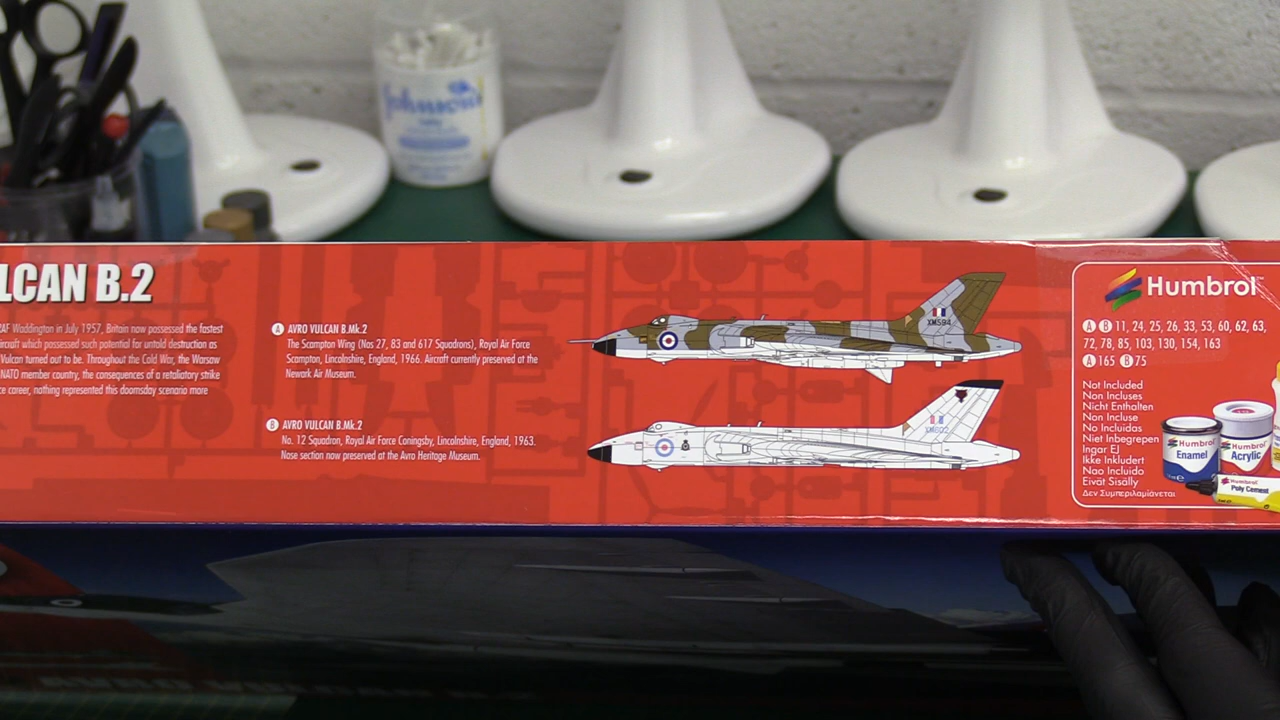 Johnson's
LCAN B.2
RAF Waddington in July 1957, Britain now possessed the fastest
ircraft which possessed such potential for untold destruction as
Vulcan turned out to be. Throughout the Cold War, the Warsaw
NATO member country, the consequences of a retaliatory strike
ce career, nothing represented this doomsday scenario more
A AVRO VULCAN B.Mk.2
The Scampton Wing (Nos 27, 83 and 617 Squadrons), Royal Air Force
Scampton, Lincolnshire, England, 1966. Aircraft currently preserved at the
Newark Air Museum.
B AVRO VULCAN B.Mk.2
No. 12 Squadron, Royal Air Force Coningsby, Lincolnshire, England, 1963.
Nose section now preserved at the Avro Heritage Museum.
XM594
XM602
Humbrol™
A B 11, 24, 25, 26, 33, 53, 60, 62, 63,
72, 78, 85, 103, 130, 154, 163
A 165 B 75
Not Included
Non Incluses
Nicht Enthalten
Non Incluse
No Incluidas
Niet Inbegrepen
Ingar EJ
Ikke Inkludert
Nao Incluido
Eivät Sisälly
Δεν Συμπεριλαμιάνεται
Humbrol
Enamel
Humbrol
Acrylic
Humbrol
Poly Cement